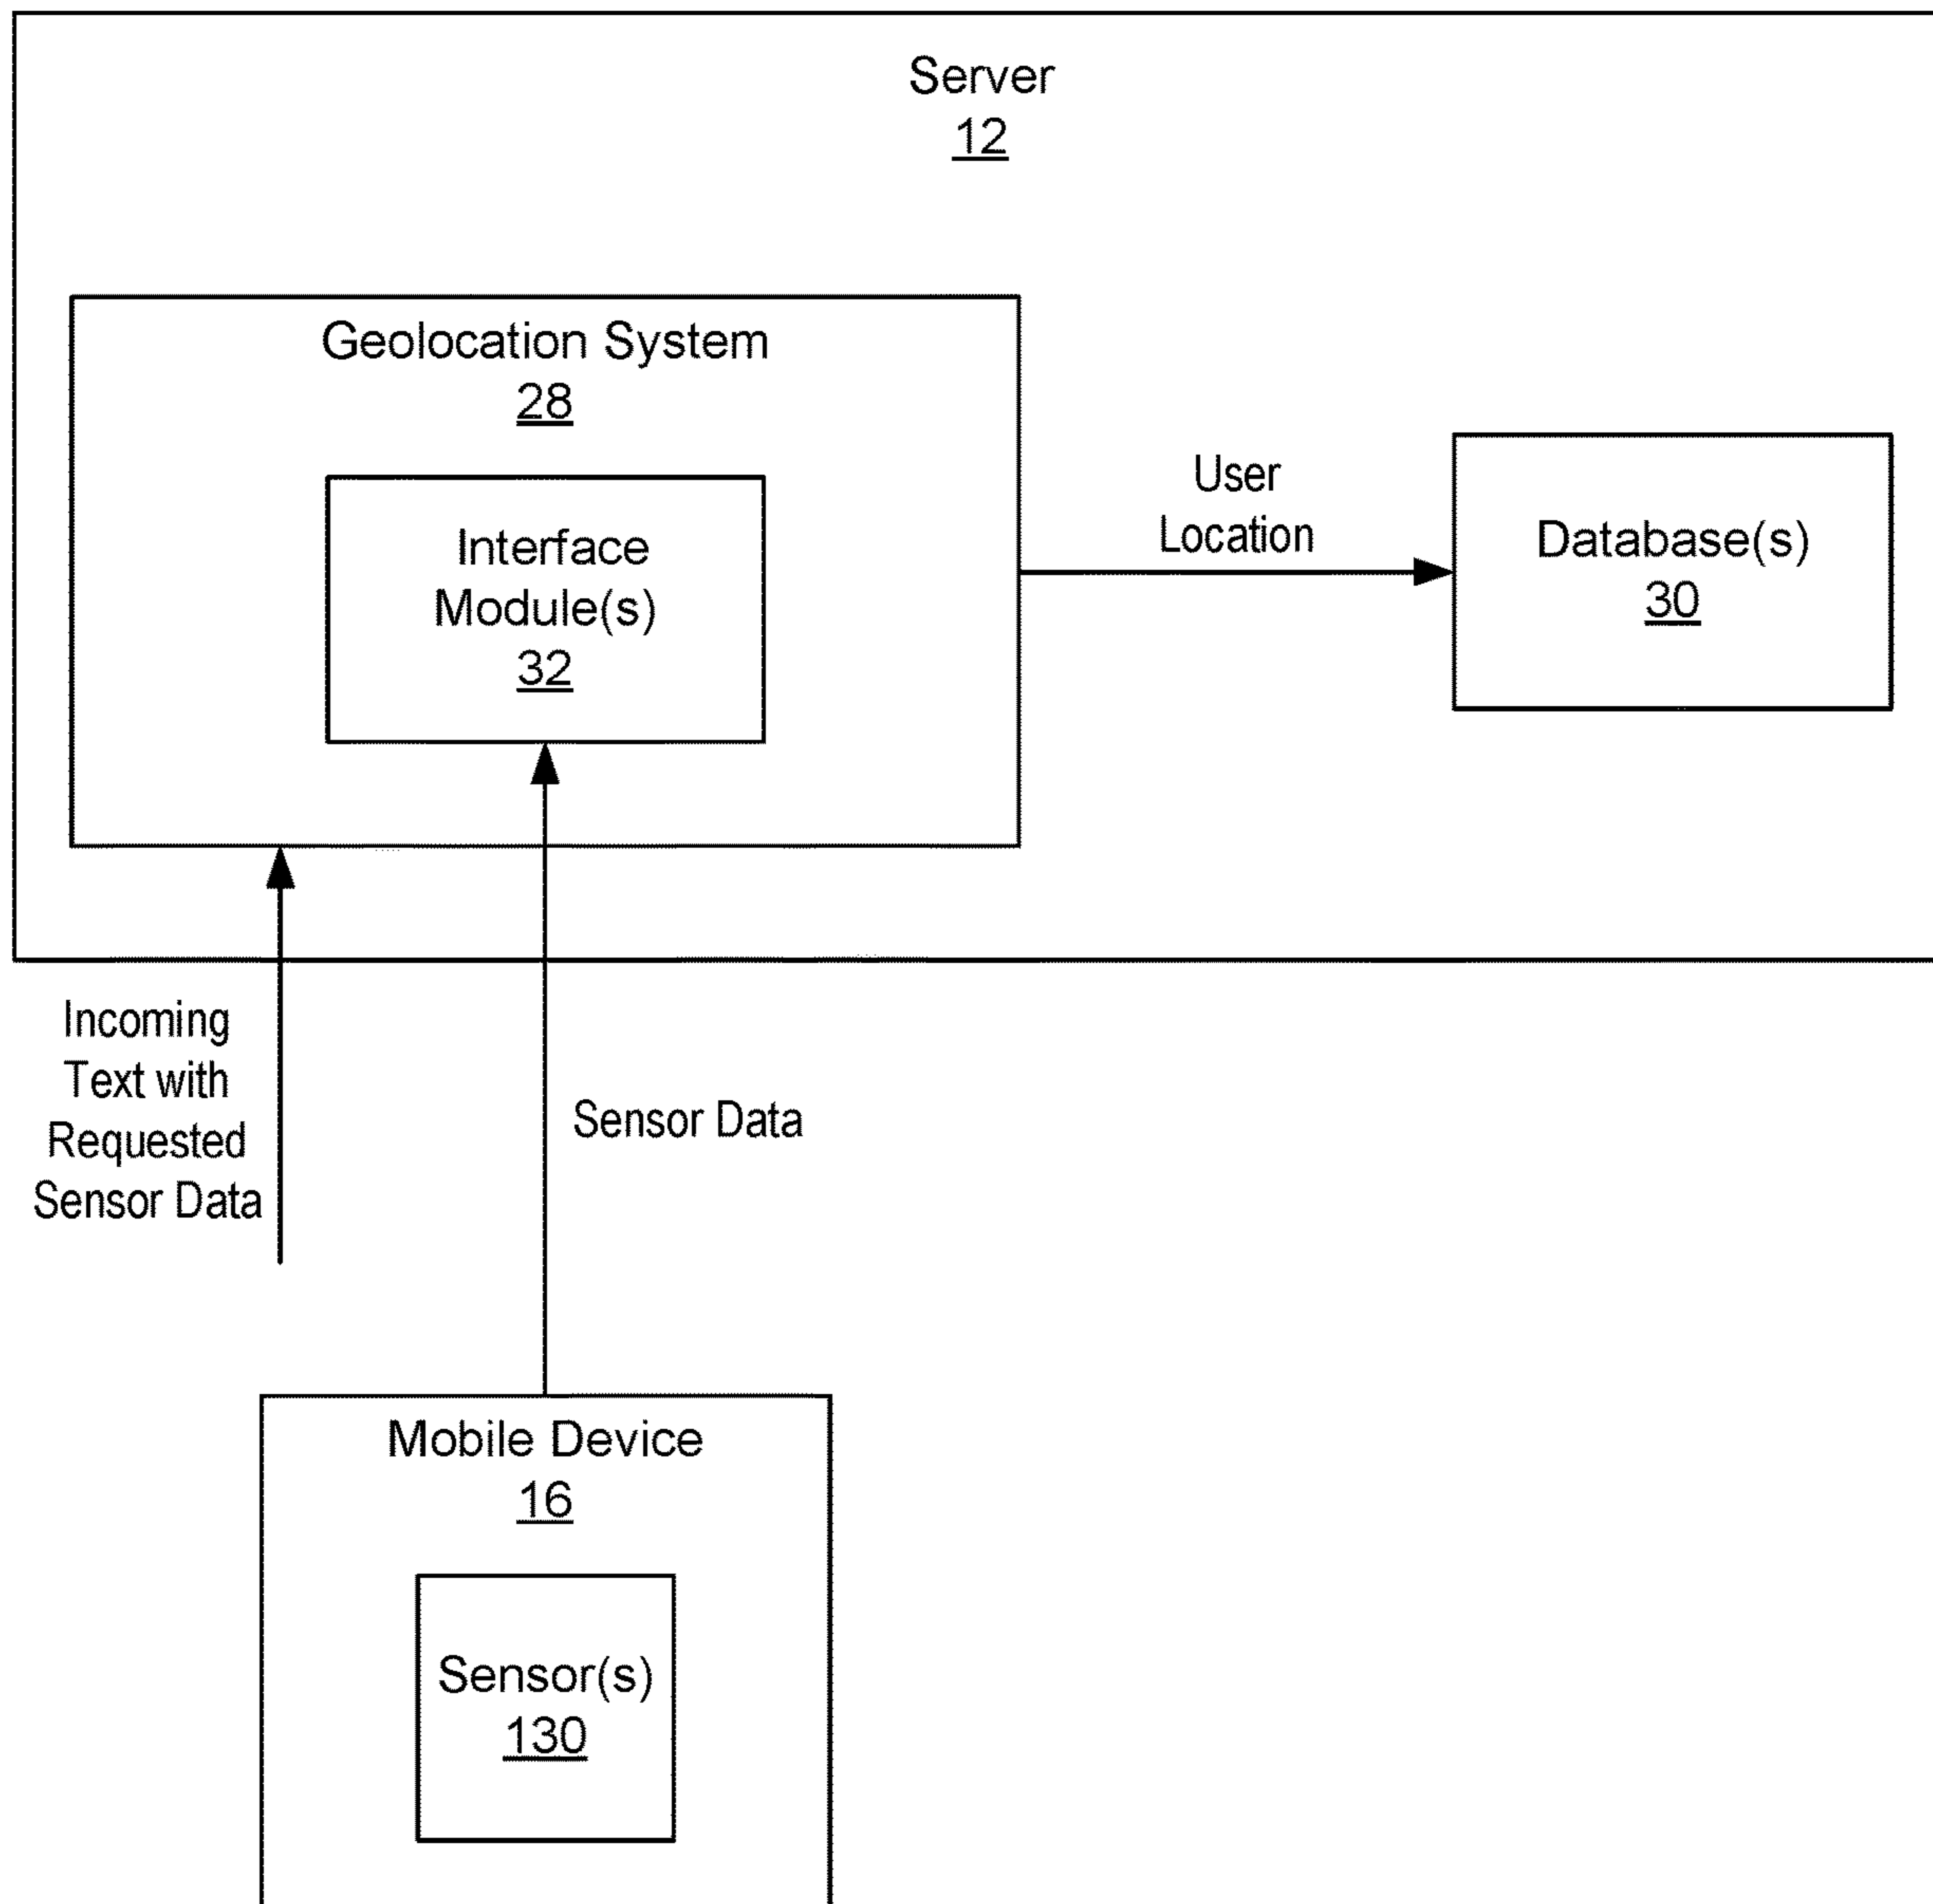 Server
12
Geolocation System
28
Interface
Module(s)
32
User
Location
Database(s)
30
Incoming
Text with
Requested
Sensor Data
Sensor Data
Mobile Device
16
Sensor(s)
130